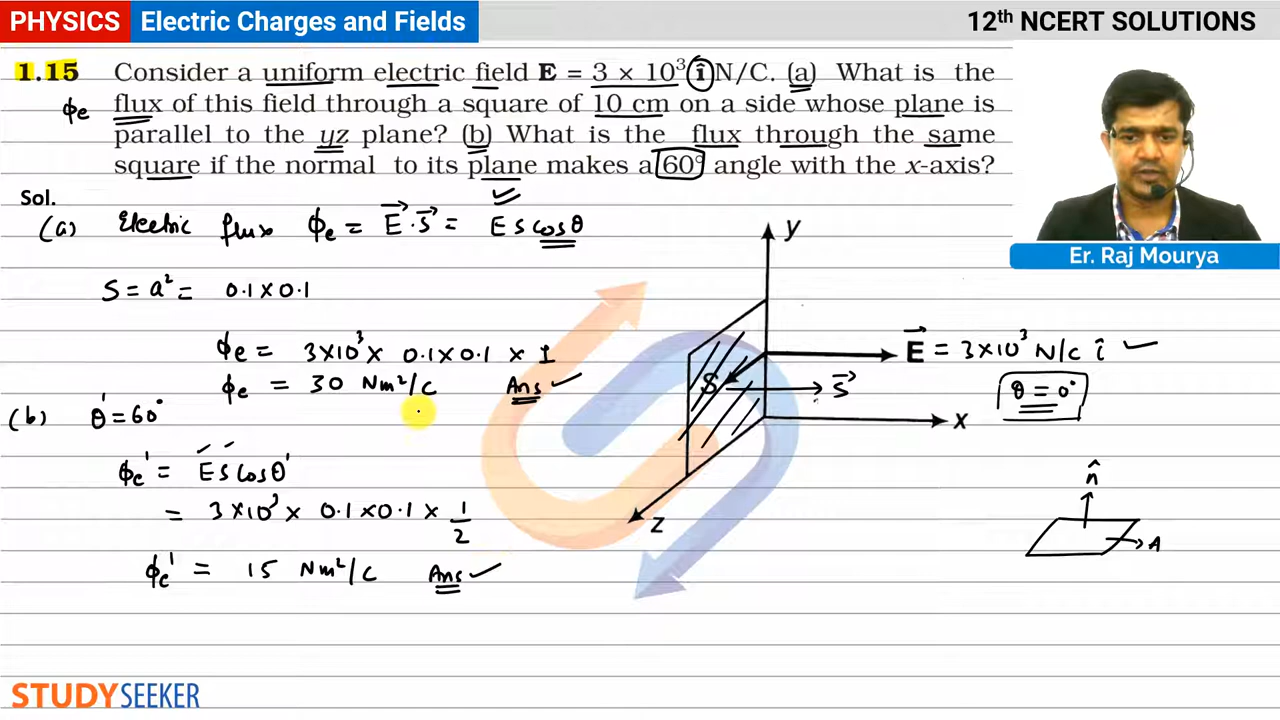 PHYSICS Electric Charges and Fields 12th NCERT SOLUTIONS
1.15 Consider a uniform electric field E = 3 × 10³ î N/C. (a) What is the
ϕe flux of this field through a square of 10 cm on a side whose plane is
parallel to the yz plane? (b) What is the flux through the same
square if the normal to its plane makes a 60° angle with the x-axis?
Er. Raj Mourya
Sol.
(a) Electric flux ϕe = E⃗ · S⃗ = E s cosθ
y
S = a² = 0.1×0.1
ϕe = 3×10³ × 0.1×0.1 × 1
E⃗ = 3×10³ N/C î
ϕe = 30 Nm²/C Ans
S S⃗
θ = 0°
(b) θ' = 60°
x
ϕe' = E s cosθ'
n̂
= 3×10³ × 0.1×0.1 × 1/2
z
A
ϕe' = 15 Nm²/C Ans
STUDYSEEKER